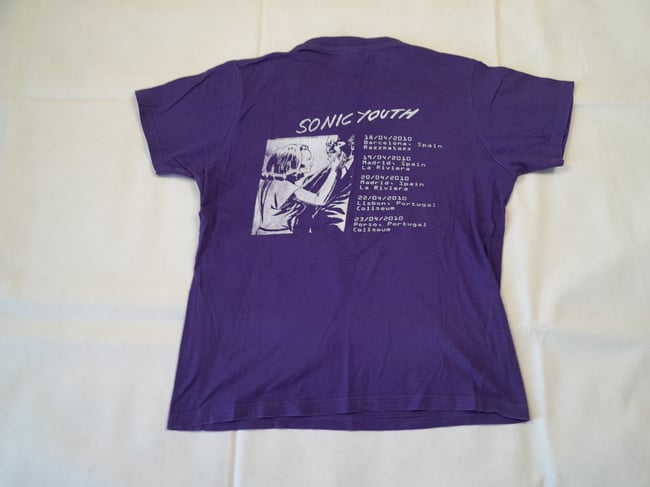 SONIC YOUTH
18/04/2010
Barcelona, Spain
Razzmatazz
19/04/2010
Madrid, Spain
La Riviera
20/04/2010
Madrid, Spain
La Riviera
22/04/2010
Lisbon, Portugal
Coliseum
23/04/2010
Porto, Portugal
Coliseum